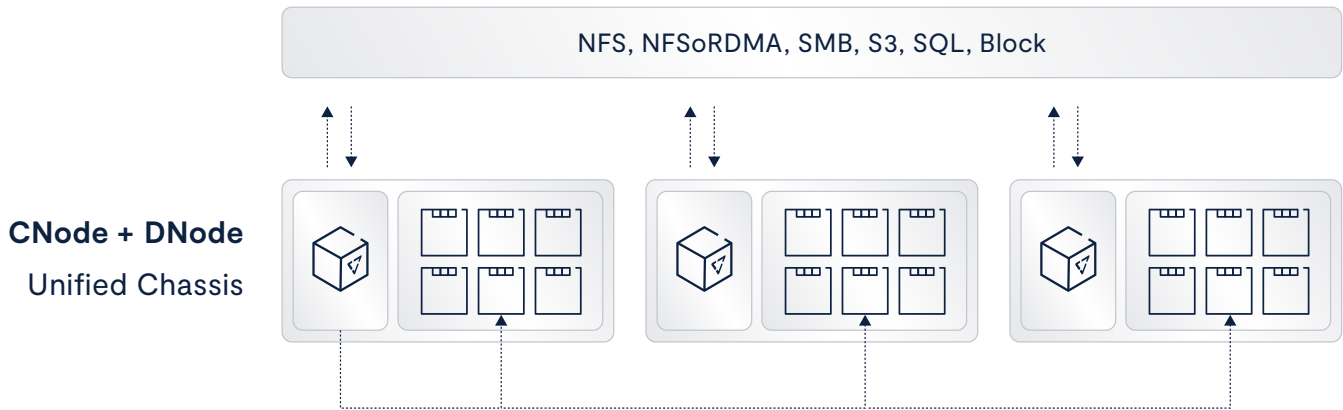 NFS, NFSoRDMA, SMB, S3, SQL, Block
CNode + DNode
Unified Chassis